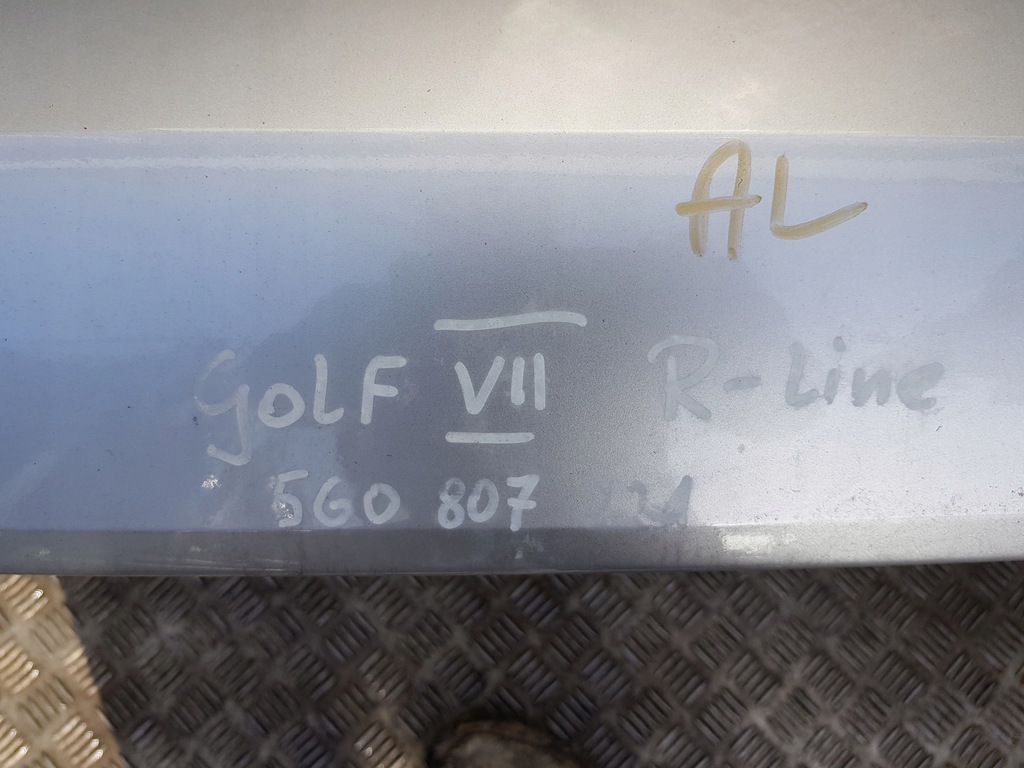 AL
GOLF VII R-Line
5G0 807